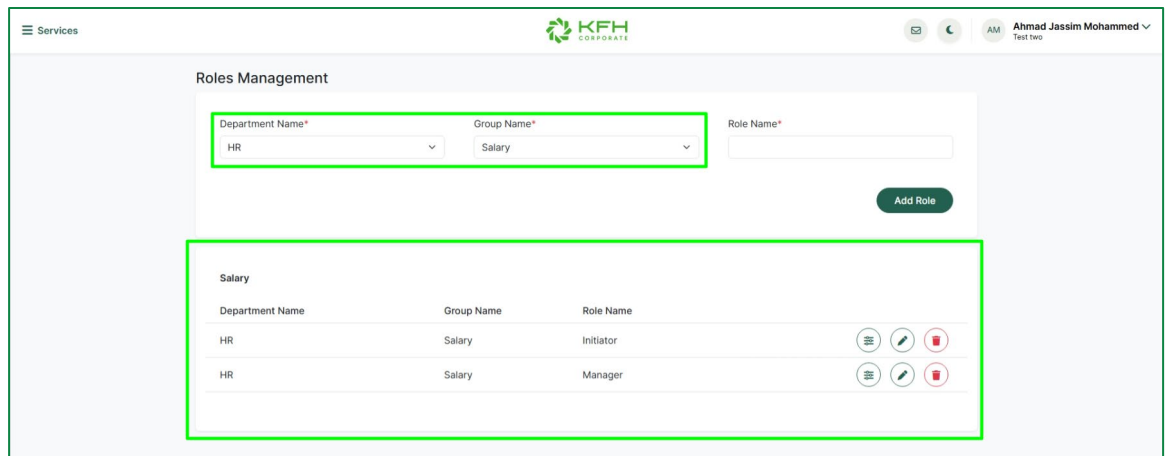 Services
KFH
CORPORATE
AM
Ahmad Jassim Mohammed
Test two
Roles Management
Department Name* Group Name* Role Name*
HR Salary
Add Role
Salary
Department Name Group Name Role Name
HR Salary Initiator
HR Salary Manager